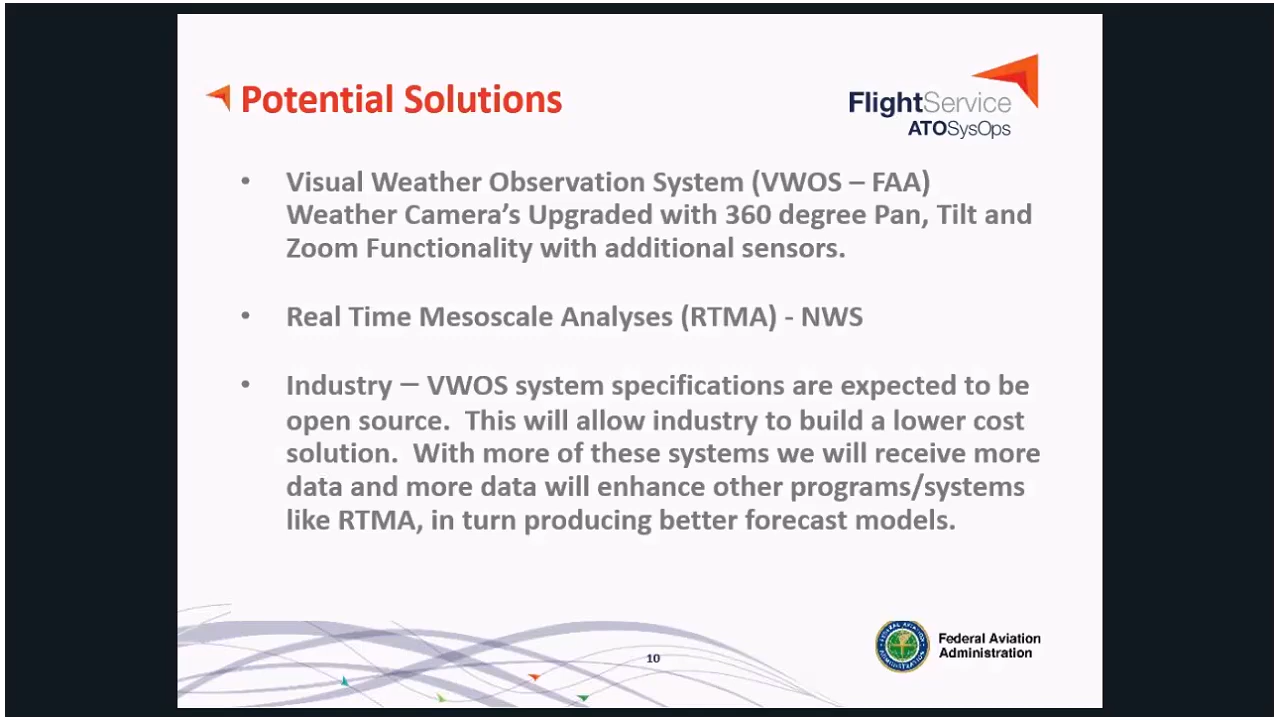 Potential Solutions
FlightService
ATOSysOps
• Visual Weather Observation System (VWOS – FAA)
Weather Camera's Upgraded with 360 degree Pan, Tilt and
Zoom Functionality with additional sensors.
• Real Time Mesoscale Analyses (RTMA) - NWS
• Industry – VWOS system specifications are expected to be
open source.  This will allow industry to build a lower cost
solution.  With more of these systems we will receive more
data and more data will enhance other programs/systems
like RTMA, in turn producing better forecast models.
10
Federal Aviation
Administration